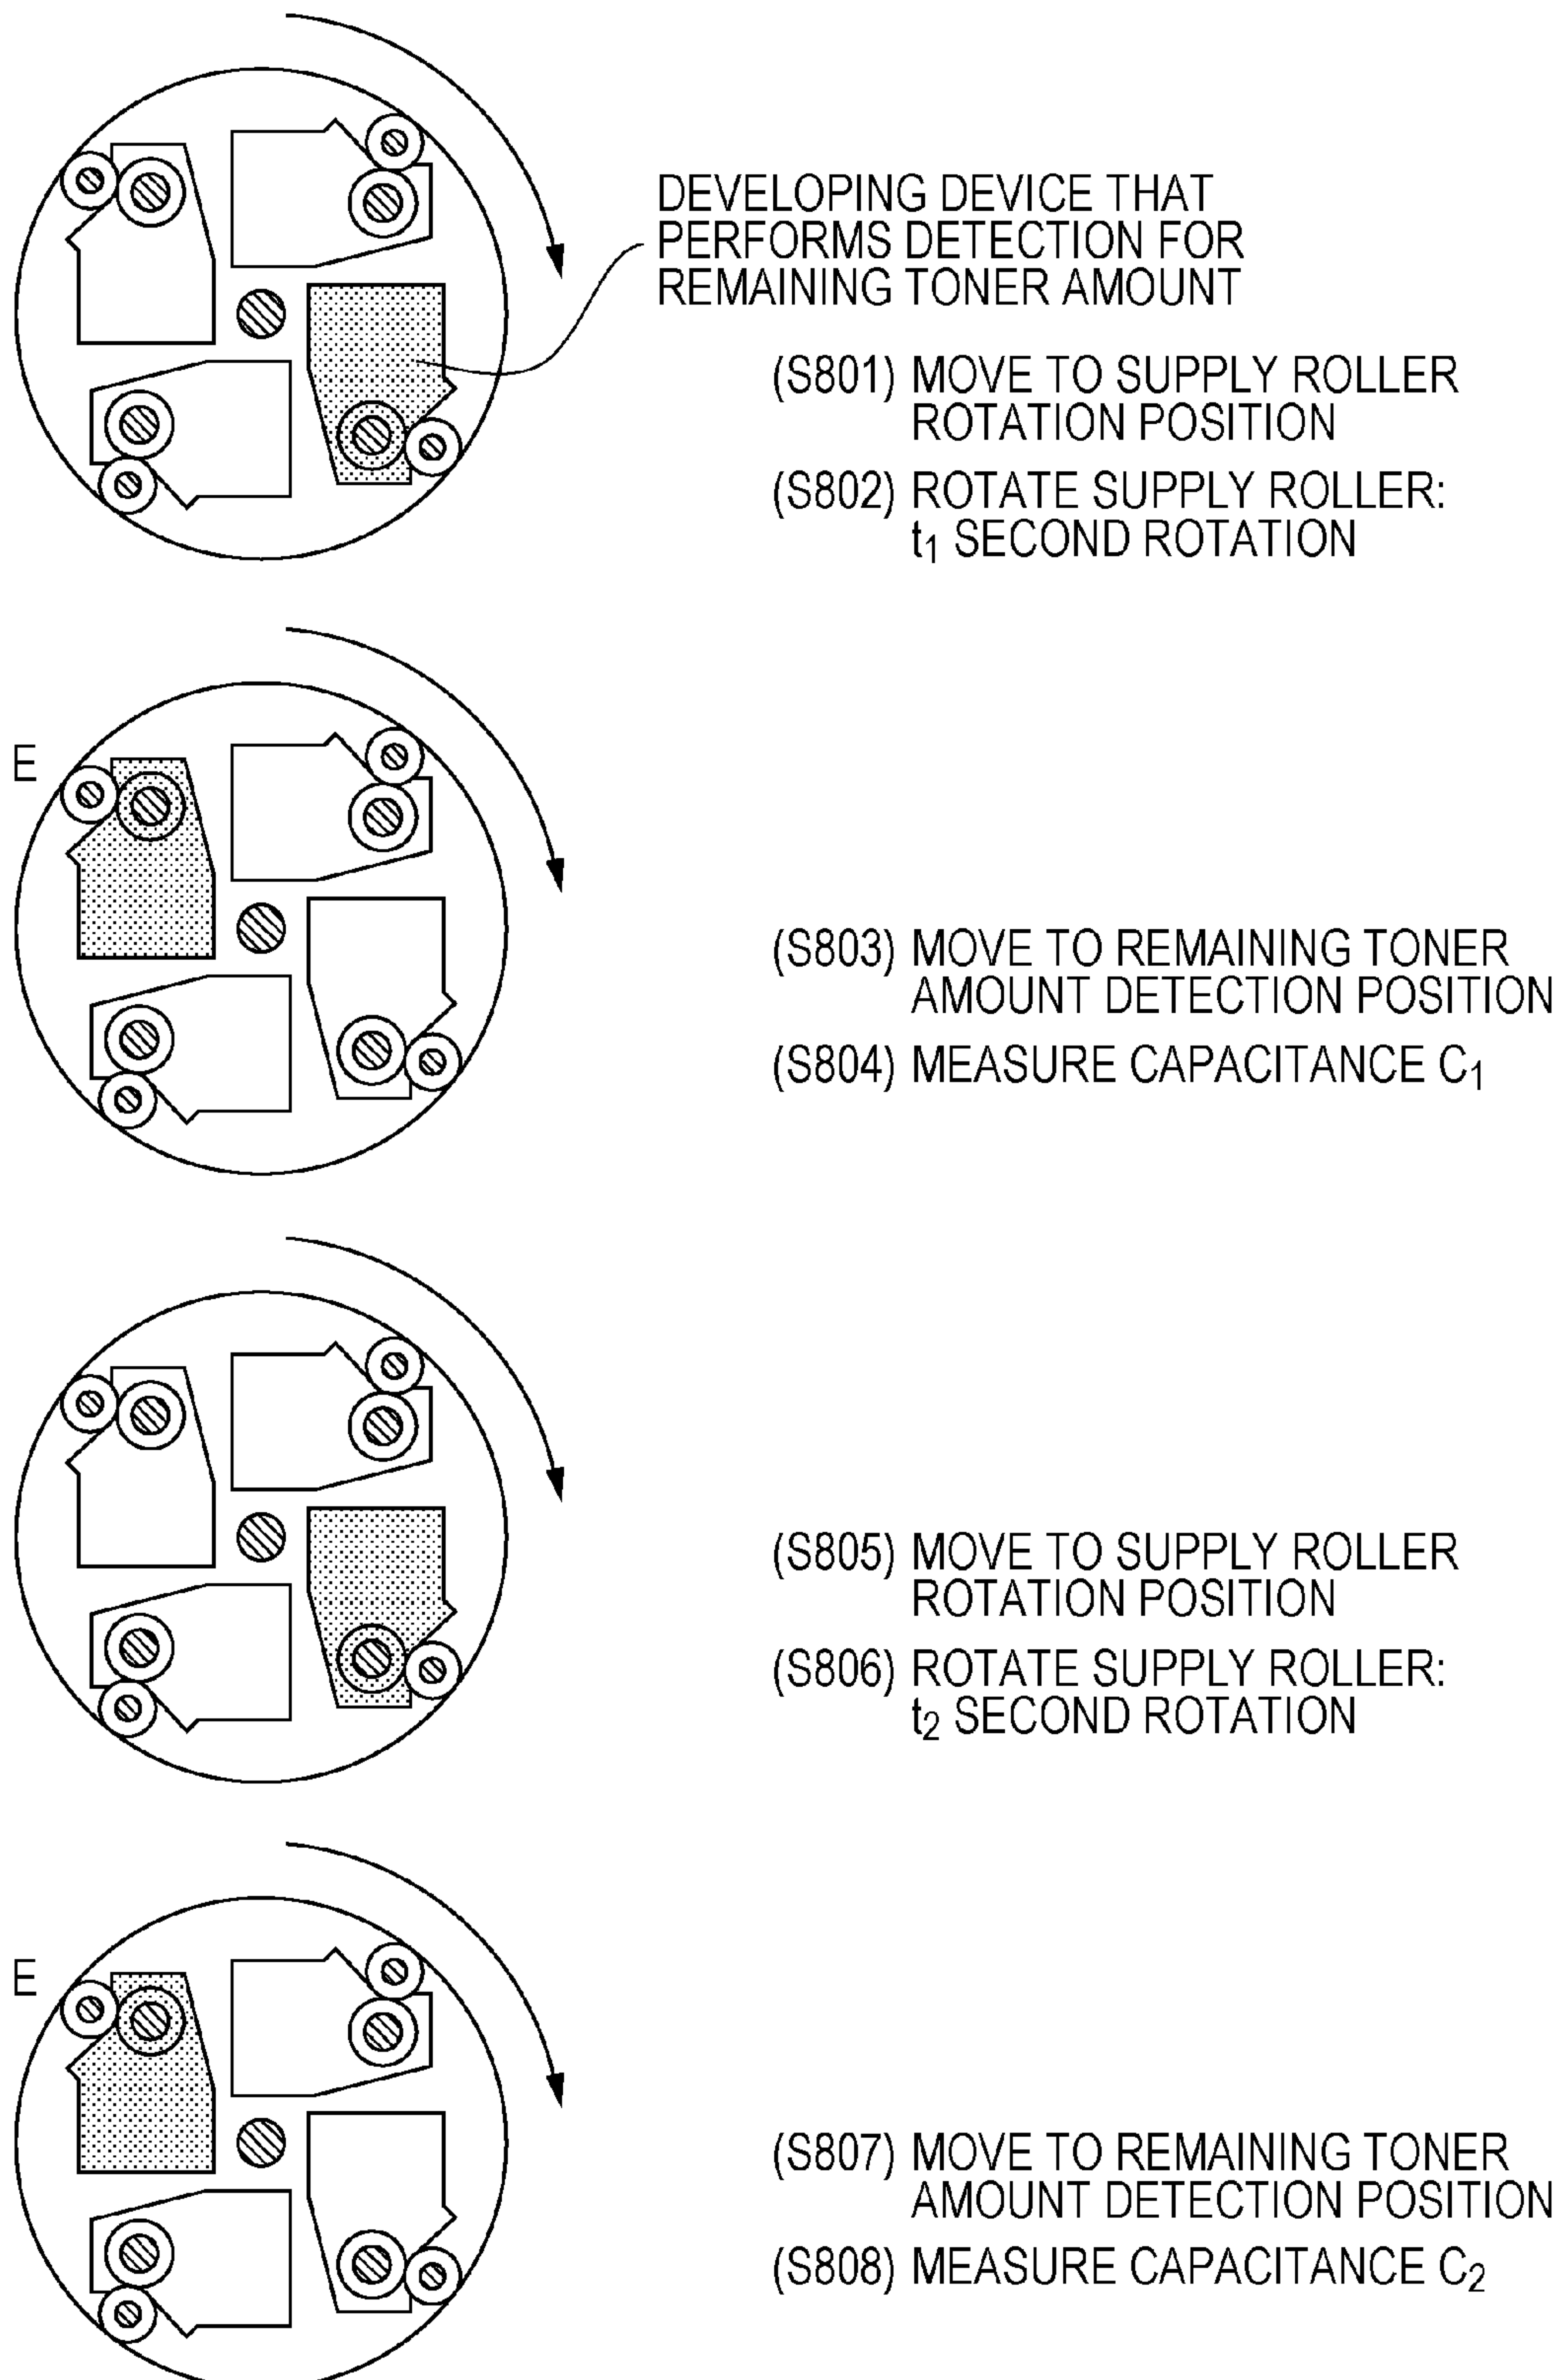 DEVELOPING DEVICE THAT
PERFORMS DETECTION FOR
REMAINING TONER AMOUNT
(S801) MOVE TO SUPPLY ROLLER
ROTATION POSITION
(S802) ROTATE SUPPLY ROLLER:
t1 SECOND ROTATION
E
(S803) MOVE TO REMAINING TONER
AMOUNT DETECTION POSITION
(S804) MEASURE CAPACITANCE C1
(S805) MOVE TO SUPPLY ROLLER
ROTATION POSITION
(S806) ROTATE SUPPLY ROLLER:
t2 SECOND ROTATION
E
(S807) MOVE TO REMAINING TONER
AMOUNT DETECTION POSITION
(S808) MEASURE CAPACITANCE C2